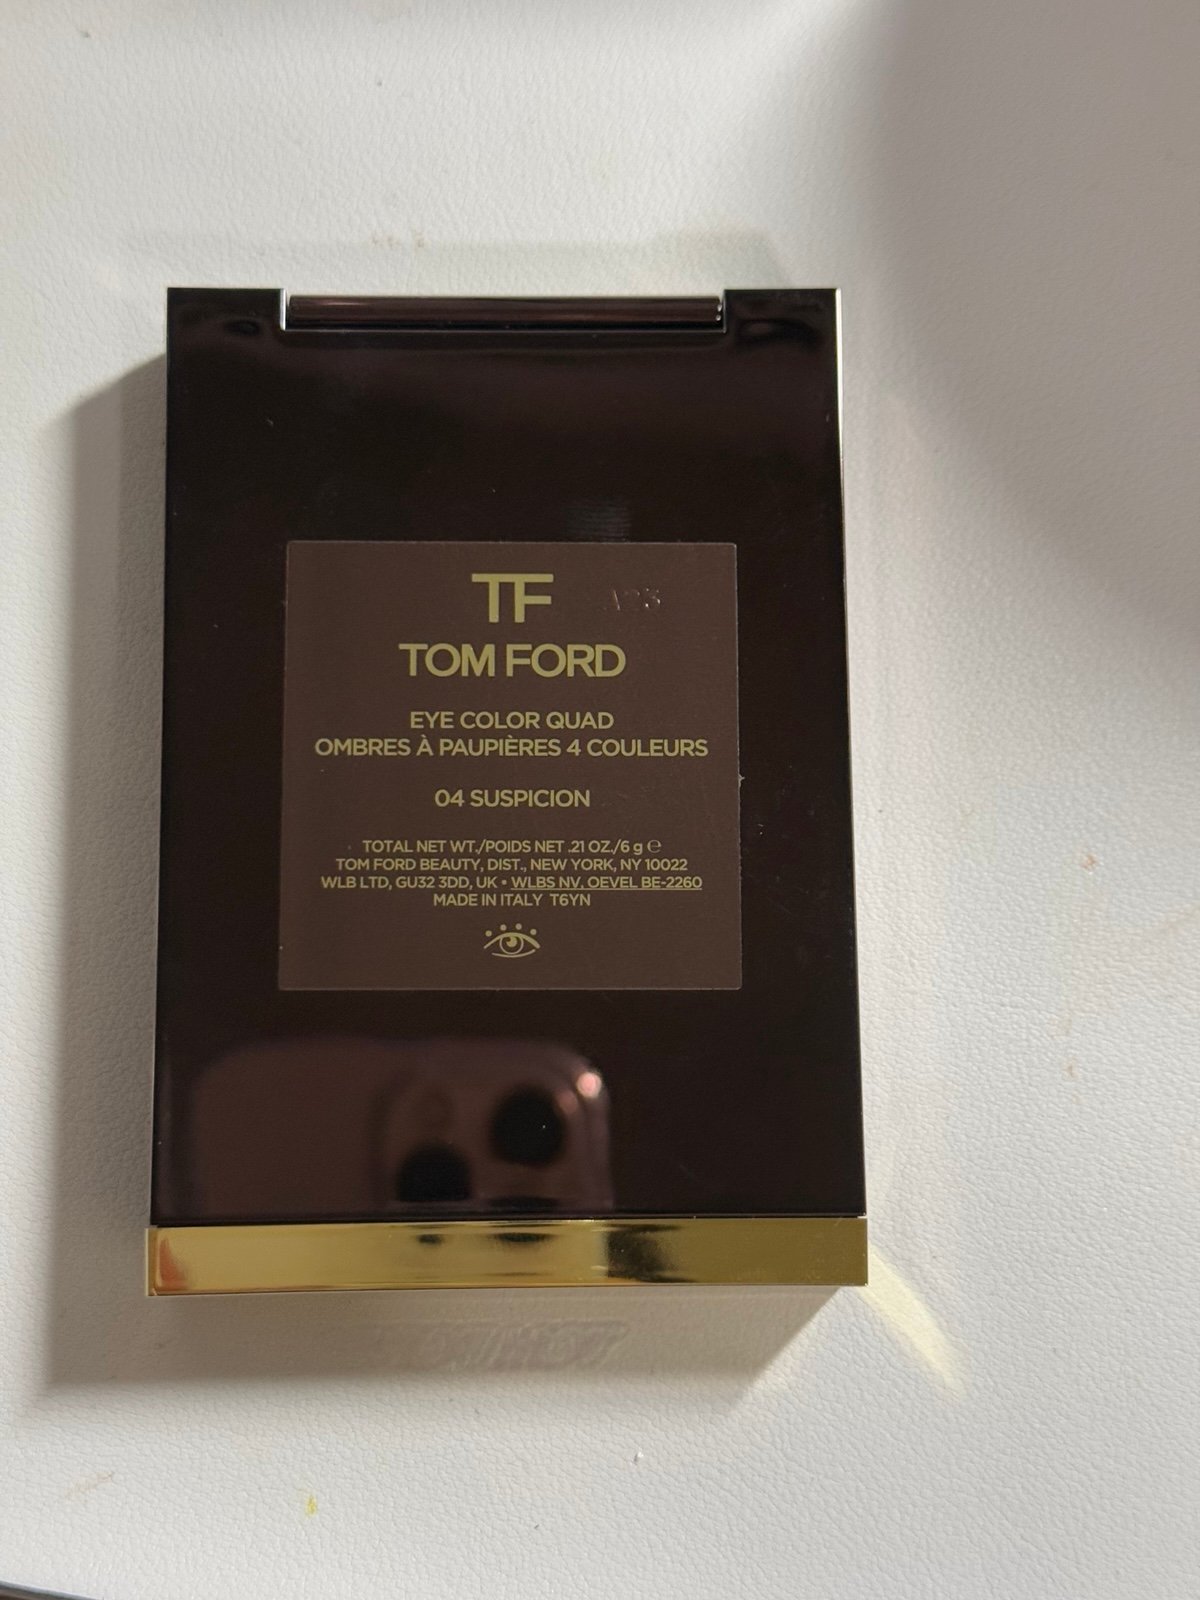 TF
A23
TOM FORD
EYE COLOR QUAD
OMBRES À PAUPIÈRES 4 COULEURS
04 SUSPICION
TOTAL NET WT./POIDS NET .21 OZ./6 g ℮
TOM FORD BEAUTY, DIST., NEW YORK, NY 10022
WLB LTD, GU32 3DD, UK • WLBS NV, OEVEL BE-2260
MADE IN ITALY T6YN